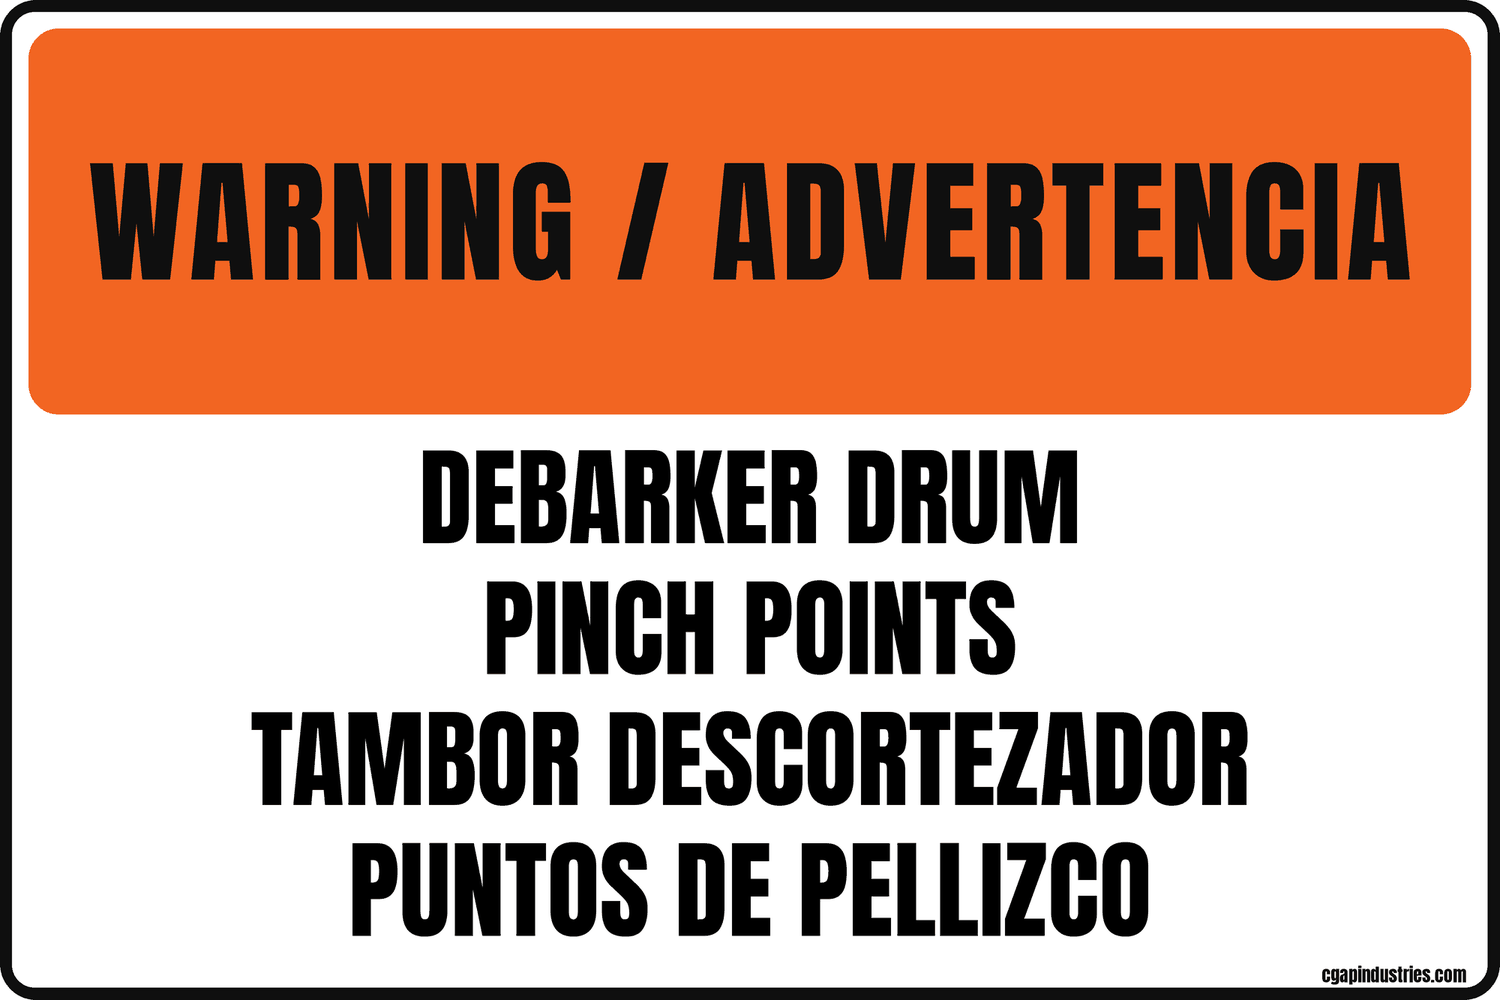 WARNING / ADVERTENCIA
DEBARKER DRUM
PINCH POINTS
TAMBOR DESCORTEZADOR
PUNTOS DE PELLIZCO
cgapindustries.com